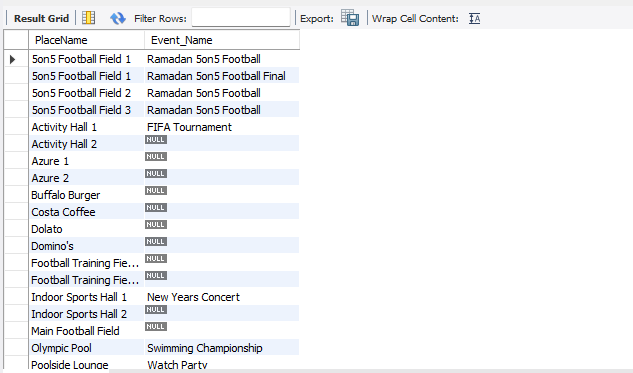 Result Grid Filter Rows: Export: Wrap Cell Content: IA
PlaceName Event_Name
5on5 Football Field 1 Ramadan 5on5 Football
5on5 Football Field 1 Ramadan 5on5 Football Final
5on5 Football Field 2 Ramadan 5on5 Football
5on5 Football Field 3 Ramadan 5on5 Football
Activity Hall 1 FIFA Tournament
Activity Hall 2 NULL
Azure 1 NULL
Azure 2 NULL
Buffalo Burger NULL
Costa Coffee NULL
Dolato NULL
Domino's NULL
Football Training Fie... NULL
Football Training Fie... NULL
Indoor Sports Hall 1 New Years Concert
Indoor Sports Hall 2 NULL
Main Football Field NULL
Olympic Pool Swimming Championship
Poolside Lounge Watch Party